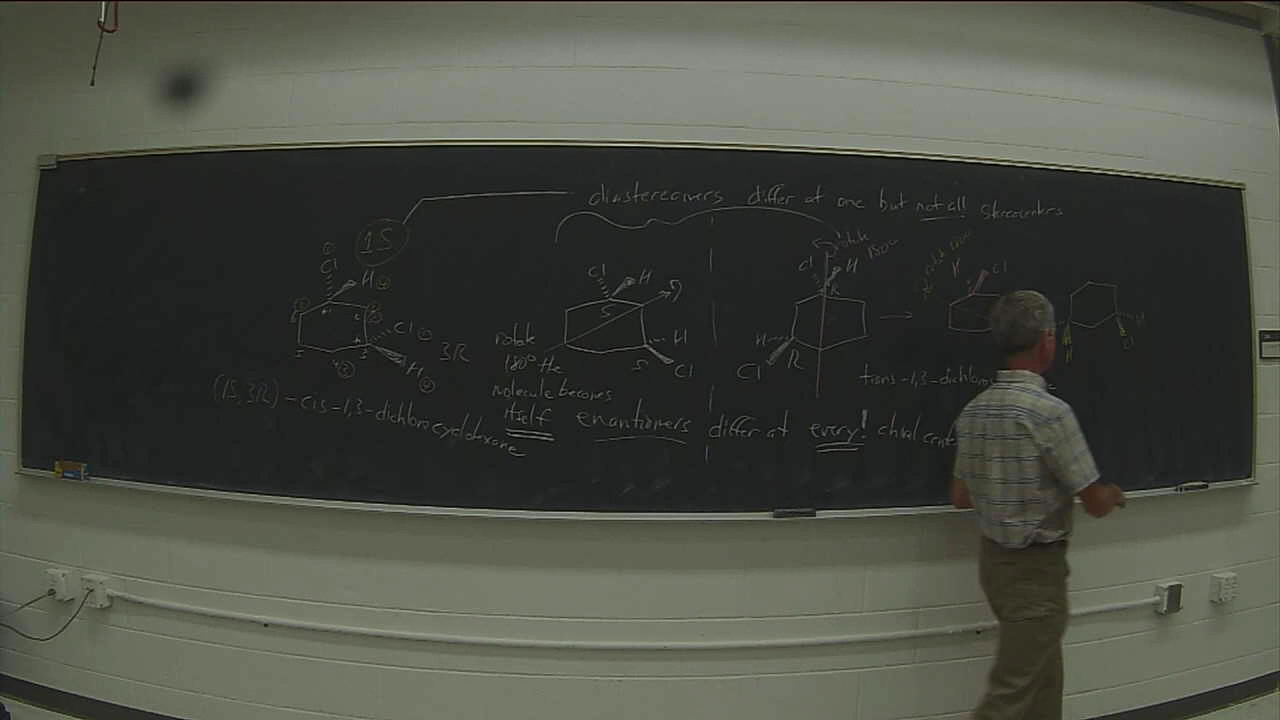 diastereomers differ at one but not all! stereocenters
1S
rotate
180°
Cl
H
Cl
H
3R
(1S, 3R) - cis - 1,3 - dichlorocyclohexane
Cl
H
S
H
S
Cl
rotate
180° the
molecule becomes
itself
Cl
H
R
H
Cl
R
Cl
H
Cl
H
trans-1,3-dichloro
enantiomers differ at every! chiral cente